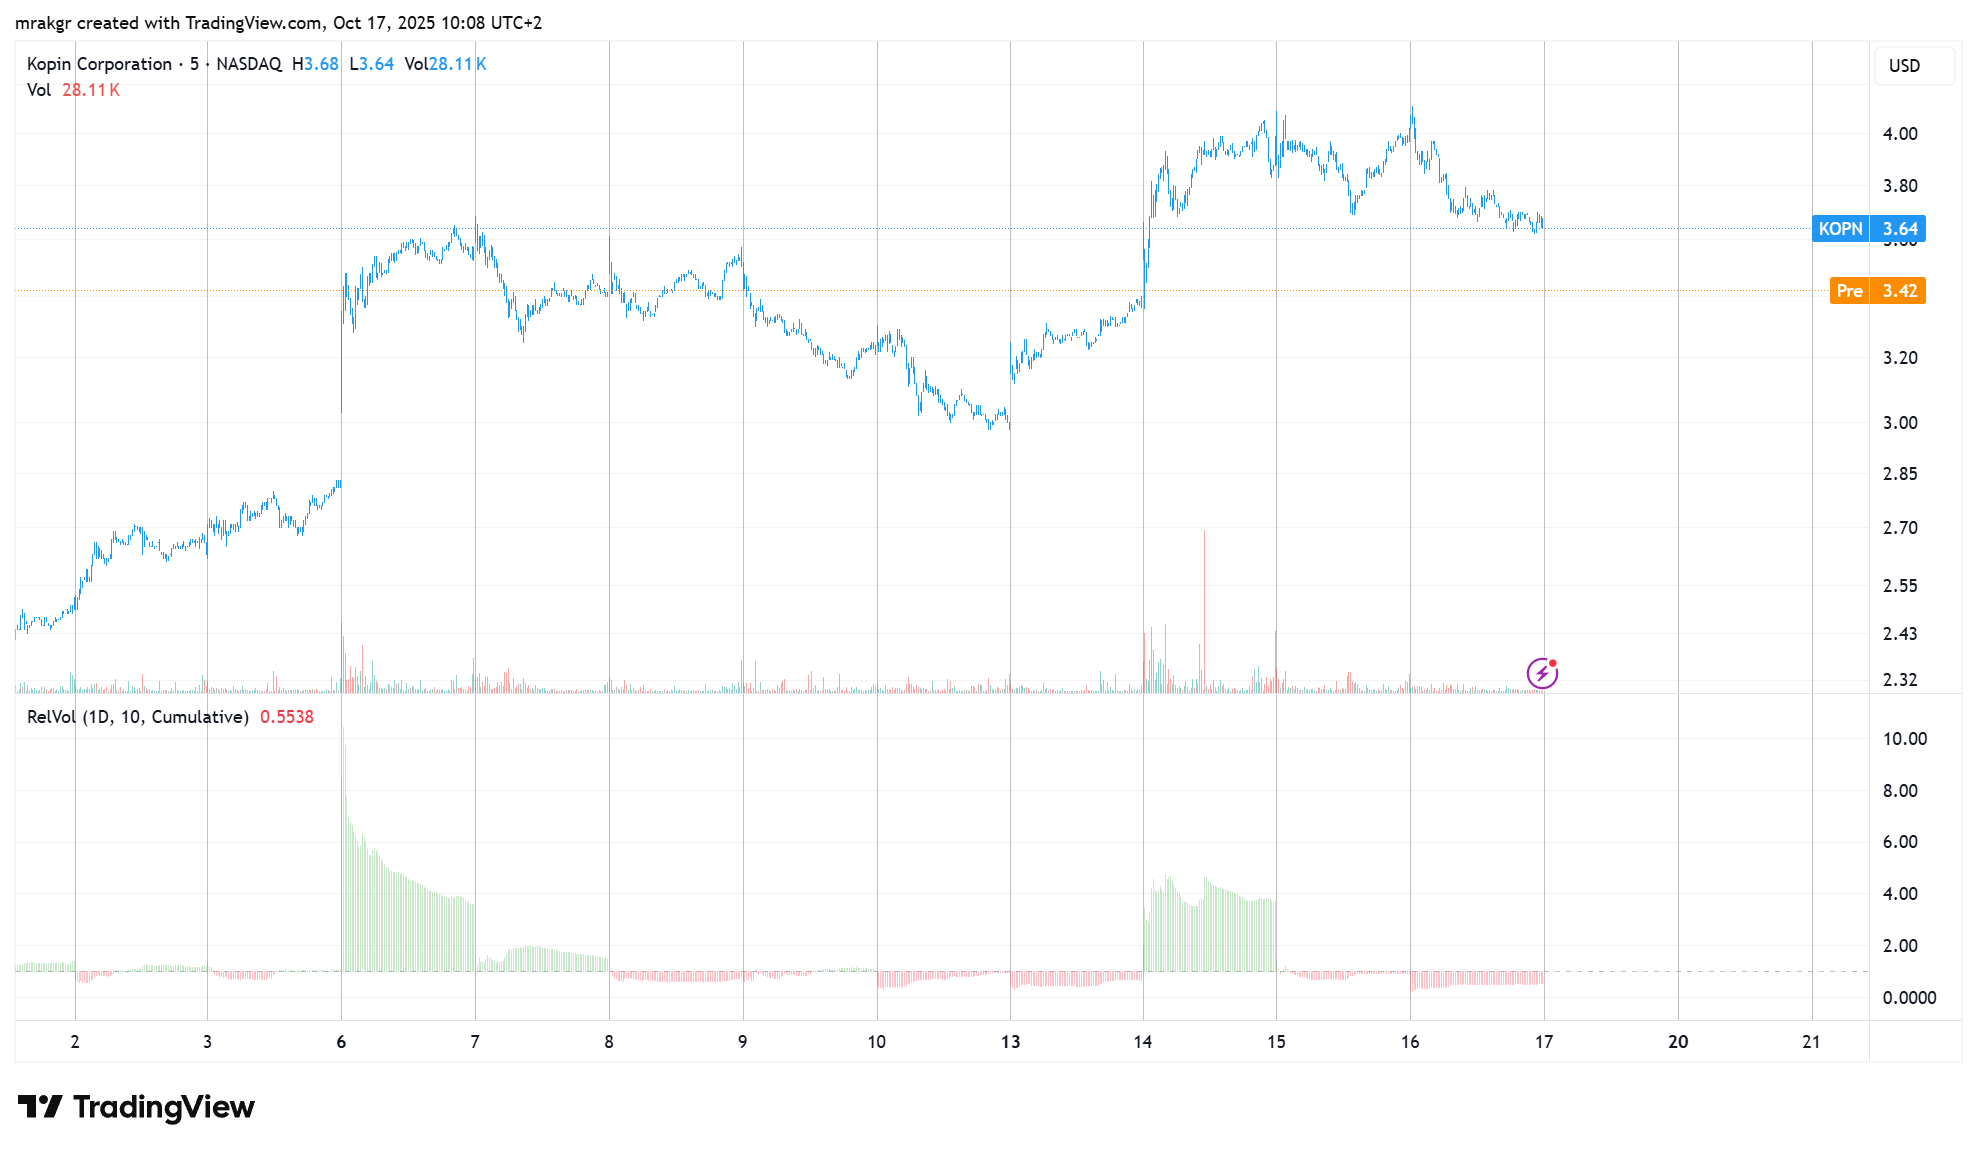 mrakgr created with TradingView.com, Oct 17, 2025 10:08 UTC+2
Kopin Corporation · 5 · NASDAQ H3.68 L3.64 Vol28.11 K
Vol 28.11 K
USD
4.00
3.80
KOPN 3.64
3.60
Pre 3.42
3.20
3.00
2.85
2.70
2.55
2.43
2.32
RelVol (1D, 10, Cumulative) 0.5538
10.00
8.00
6.00
4.00
2.00
0.0000
2 3 6 7 8 9 10 13 14 15 16 17 20 21
TradingView